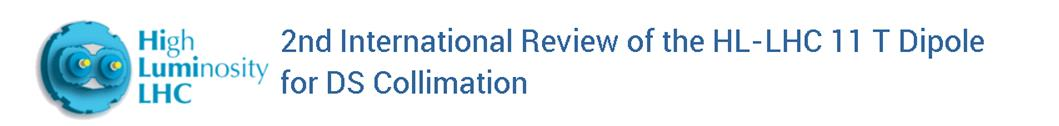 High
Luminosity
LHC
2nd International Review of the HL-LHC 11 T Dipole
for DS Collimation